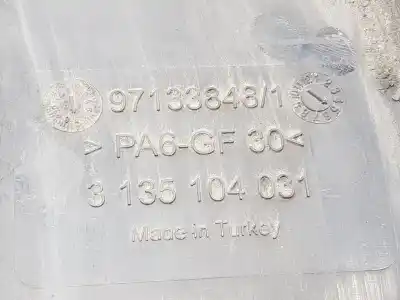 97133848/1
> PA6-GF 30<
3 135 104 031
Made in Turkey